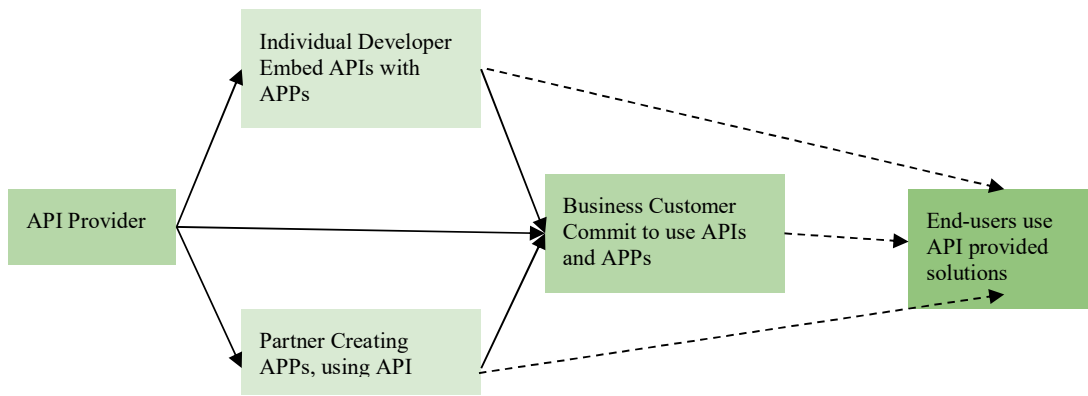 Individual Developer
Embed APIs with
APPs
API Provider
Business Customer
Commit to use APIs
and APPs
End-users use
API provided
solutions
Partner Creating
APPs, using API